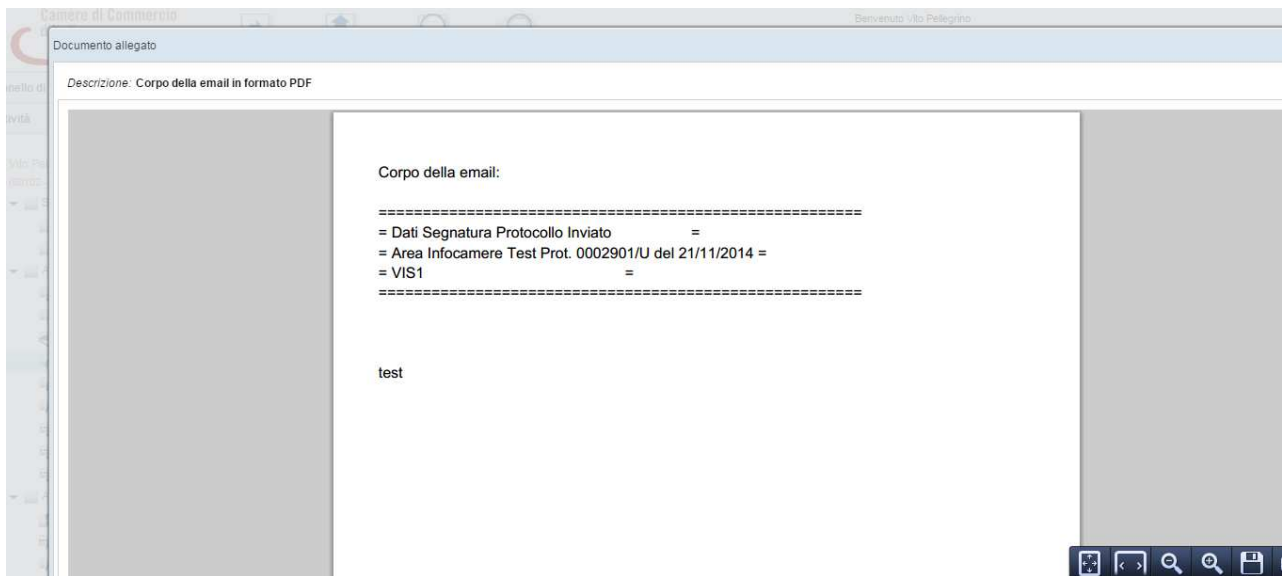 Camere di Commercio
Benvenuto Vito Pellegrino
Documento allegato
Descrizione: Corpo della email in formato PDF
Corpo della email:
=======================================================
= Dati Segnatura Protocollo Inviato =
= Area Infocamere Test Prot. 0002901/U del 21/11/2014 =
= VIS1 =
=======================================================
test